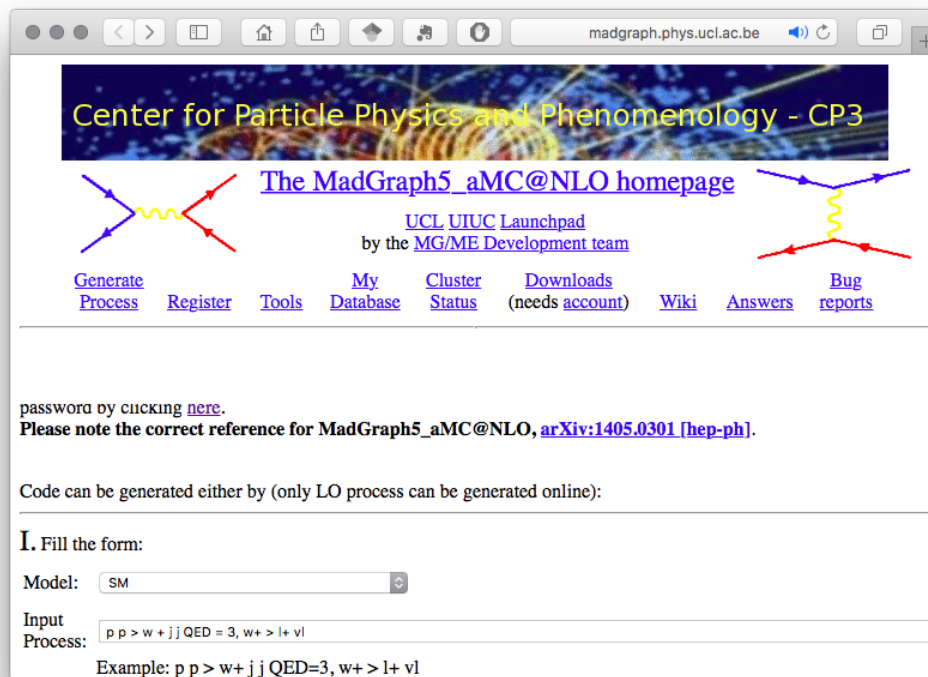 madgraph.phys.ucl.ac.be
Center for Particle Physics and Phenomenology - CP3
The MadGraph5_aMC@NLO homepage
UCL UIUC Launchpad
by the MG/ME Development team
Generate Process Register Tools My Database Cluster Status Downloads (needs account) Wiki Answers Bug reports
password by clicking here.
Please note the correct reference for MadGraph5_aMC@NLO, arXiv:1405.0301 [hep-ph].
Code can be generated either by (only LO process can be generated online):
I. Fill the form:
Model: SM
Input Process: p p > w + j j QED = 3, w+ > l+ vl
Example: p p > w+ j j QED=3, w+ > l+ vl